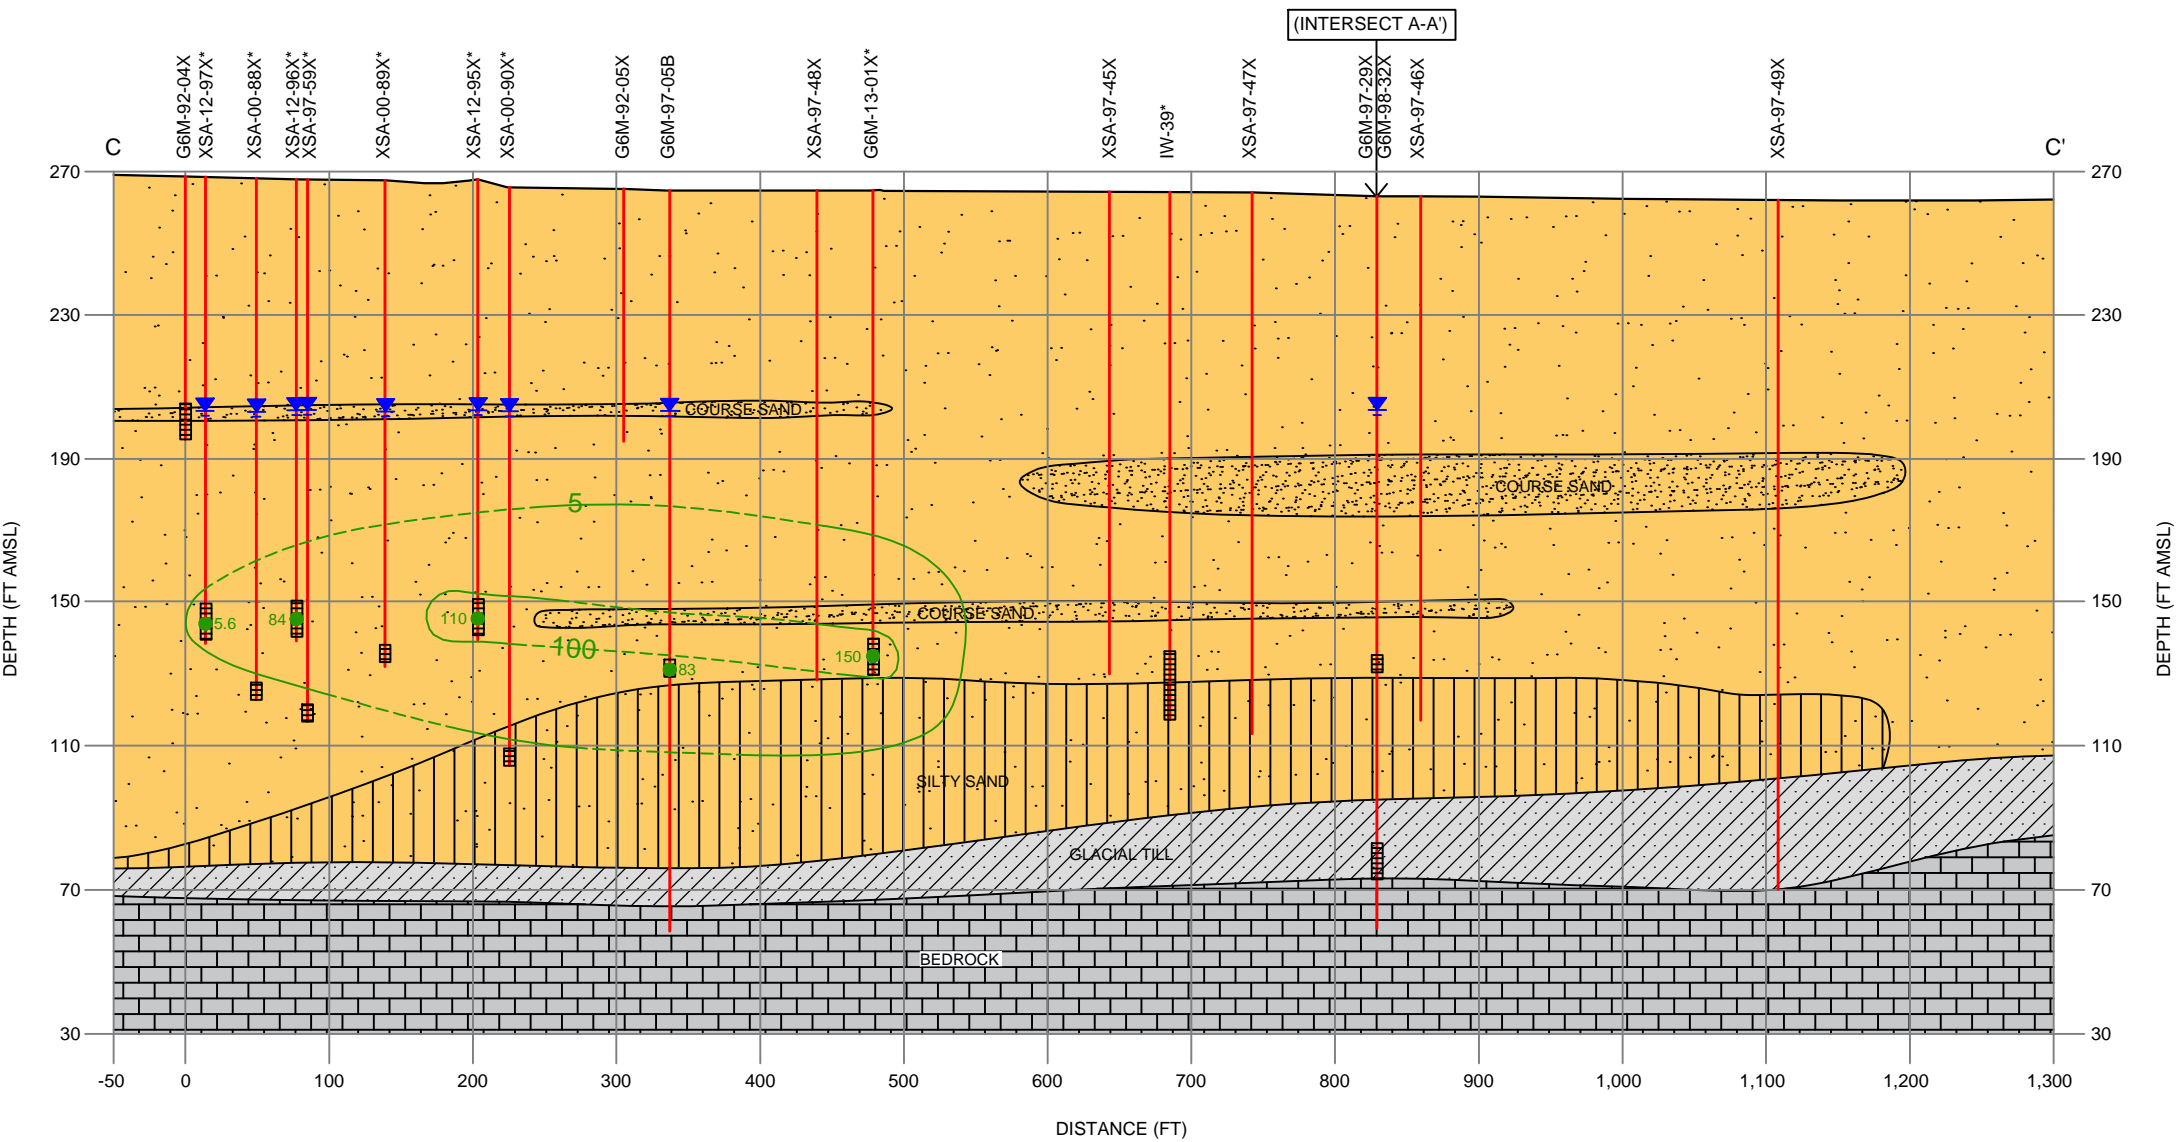 (INTERSECT A-A')
G6M-92-04X
XSA-12-97X*
XSA-00-88X*
XSA-12-96X*
XSA-97-59X*
XSA-00-89X*
XSA-12-95X*
XSA-00-90X*
G6M-92-05X
G6M-97-05B
XSA-97-48X
G6M-13-01X*
XSA-97-45X
IW-39*
XSA-97-47X
G6M-97-29X
G6M-98-32X
XSA-97-46X
XSA-97-49X
C
C'
270
270
230
230
COURSE SAND
190
190
COURSE SAND
5
150
150
COURSE SAND
5.6
84
110
100
83
150
110
110
SILTY SAND
GLACIAL TILL
70
70
BEDROCK
30
30
DEPTH (FT AMSL)
DEPTH (FT AMSL)
-50 0 100 200 300 400 500 600 700 800 900 1,000 1,100 1,200 1,300
DISTANCE (FT)